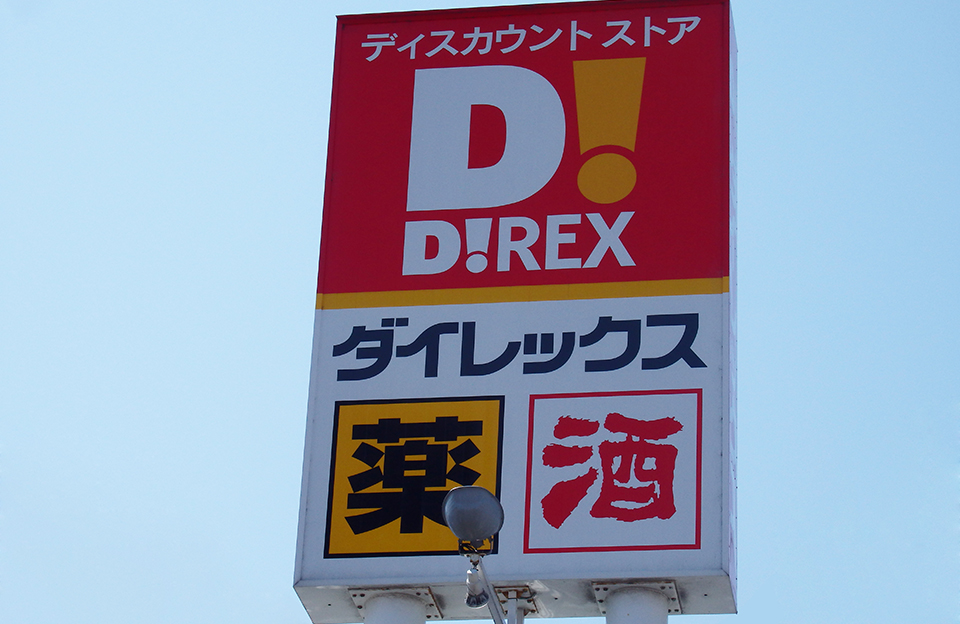 ディスカウント ストア
D!
D!REX
ダイレックス
薬 酒